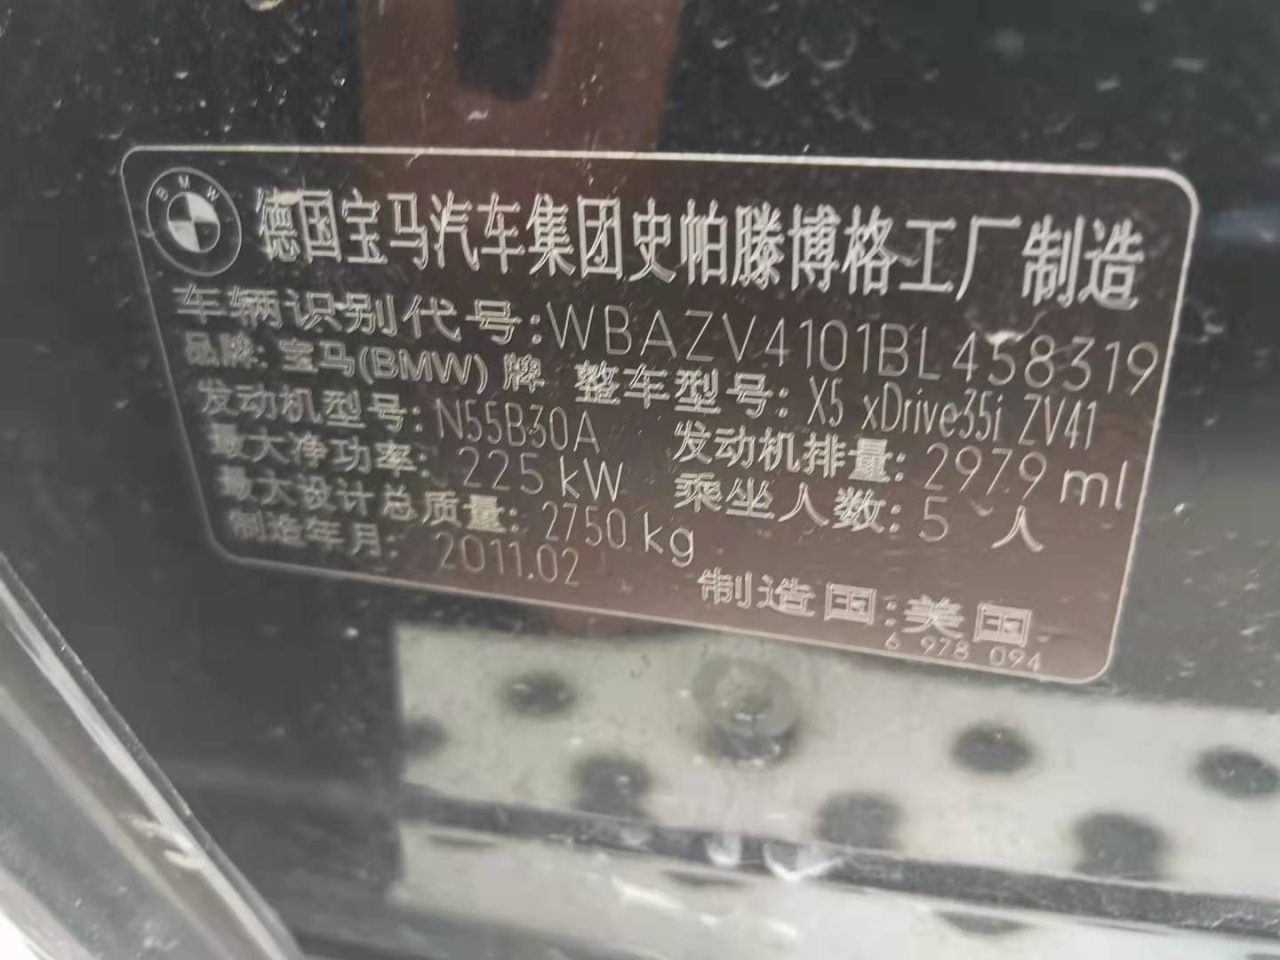 BMW
德国宝马汽车集团史帕滕博格工厂制造
车辆识别代号:WBAZV4101BL458319
品牌: 宝马(BMW)牌 整车型号: X5 xDrive35i ZV41
发动机型号: N55B30A 发动机排量: 2979 ml
最大净功率: 225 kW 乘坐人数: 5 人
最大设计总质量: 2750 kg
制造年月: 2011.02 制造国:美国
6 978 094